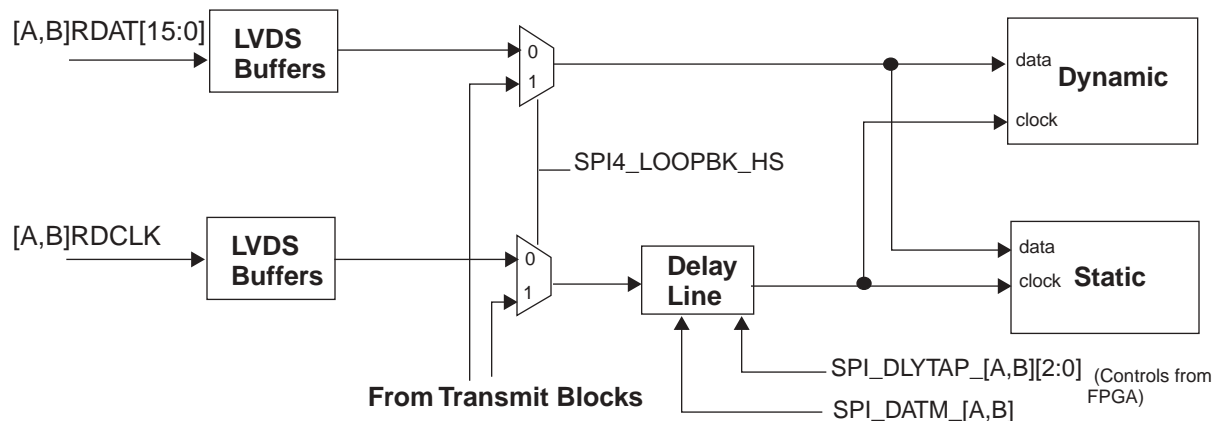 [A,B]RDAT[15:0]
LVDS
Buffers
0
1
data
Dynamic
clock
SPI4_LOOPBK_HS
[A,B]RDCLK
LVDS
Buffers
0
1
Delay
Line
data
clock
Static
From Transmit Blocks
SPI_DLYTAP_[A,B][2:0]
(Controls from
FPGA)
SPI_DATM_[A,B]